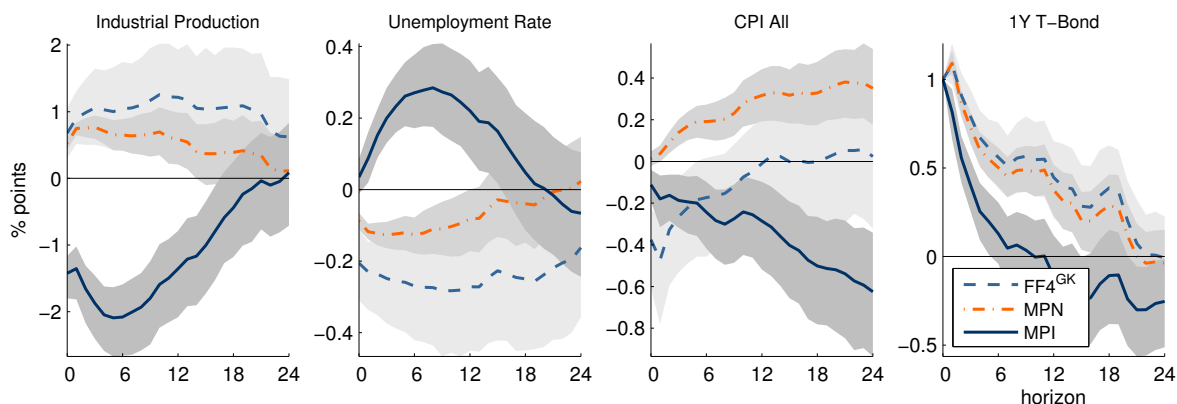 Industrial Production
Unemployment Rate
CPI All
1Y T−Bond
% points
2
1
0
−1
−2
0.4
0.2
0
−0.2
−0.4
0.4
0.2
0
−0.2
−0.4
−0.6
−0.8
1
0.5
0
−0.5
FF4^GK
MPN
MPI
0 6 12 18 24
0 6 12 18 24
0 6 12 18 24
0 6 12 18 24
horizon